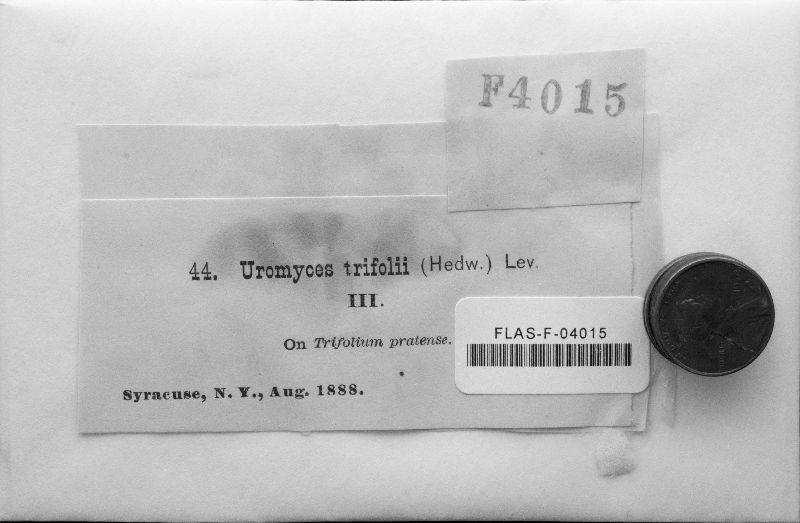 F4015
44. Uromyces trifolii (Hedw.) Lev.
III.
On Trifolium pratense.
FLAS-F-04015
Syracuse, N. Y., Aug. 1888.